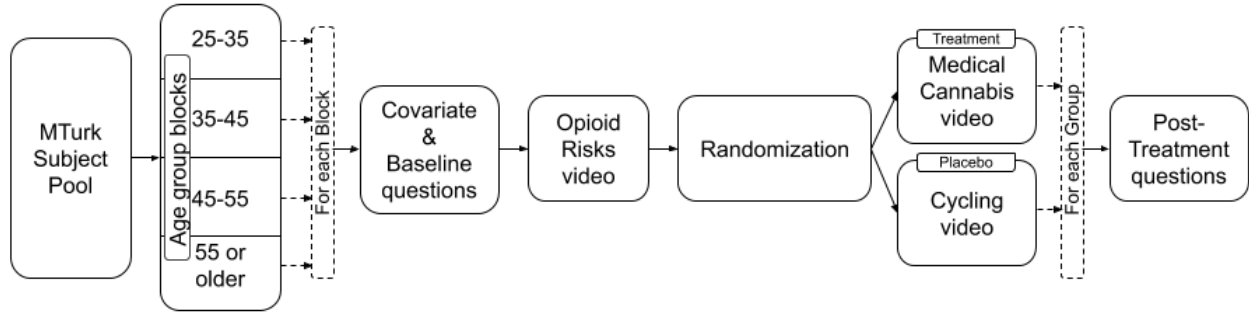 MTurk
Subject
Pool
Age group blocks
25-35
35-45
45-55
55 or
older
For each Block
Covariate
&
Baseline
questions
Opioid
Risks
video
Randomization
Treatment
Medical
Cannabis
video
Placebo
Cycling
video
For each Group
Post-
Treatment
questions